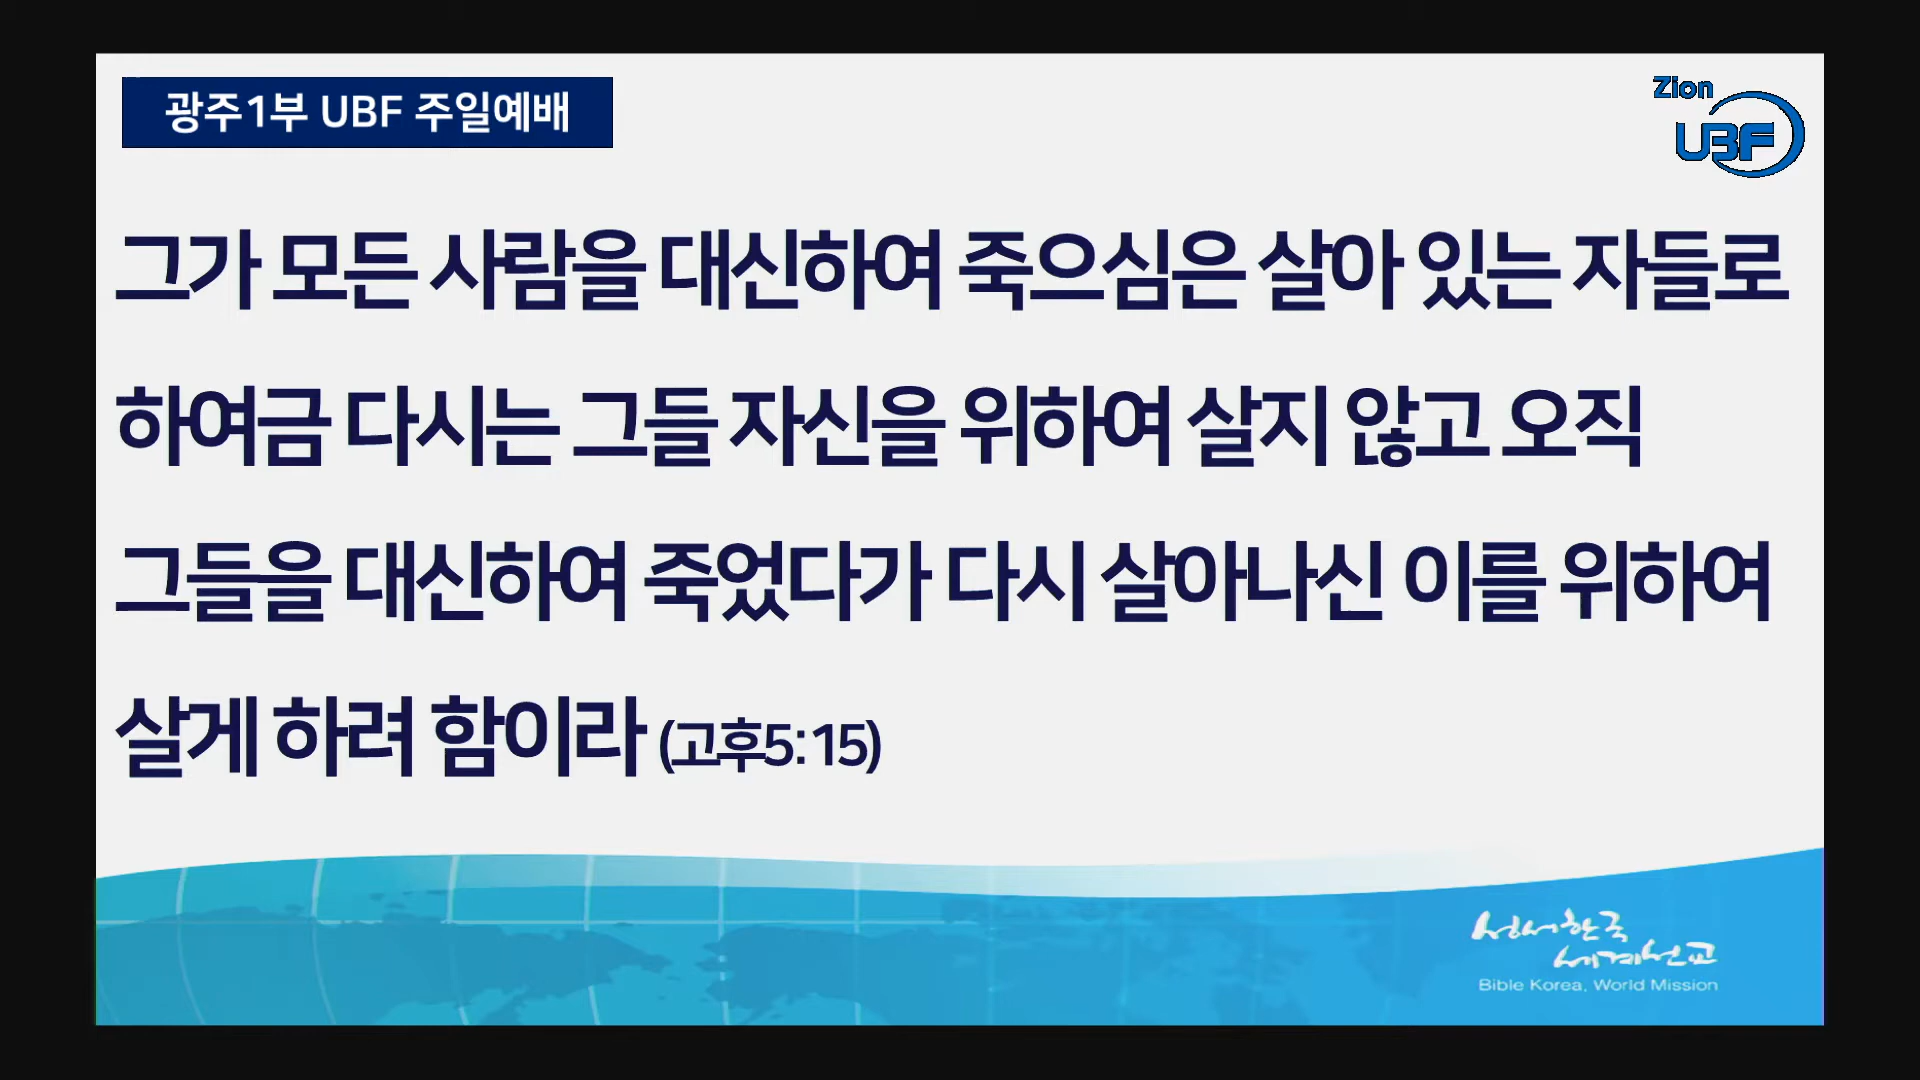 광주1부 UBF 주일예배
Zion
UBF
그가 모든 사람을 대신하여 죽으심은 살아 있는 자들로
하여금 다시는 그들 자신을 위하여 살지 않고 오직
그들을 대신하여 죽었다가 다시 살아나신 이를 위하여
살게 하려 함이라 (고후5:15)
성서한국
세계선교
Bible Korea, World Mission